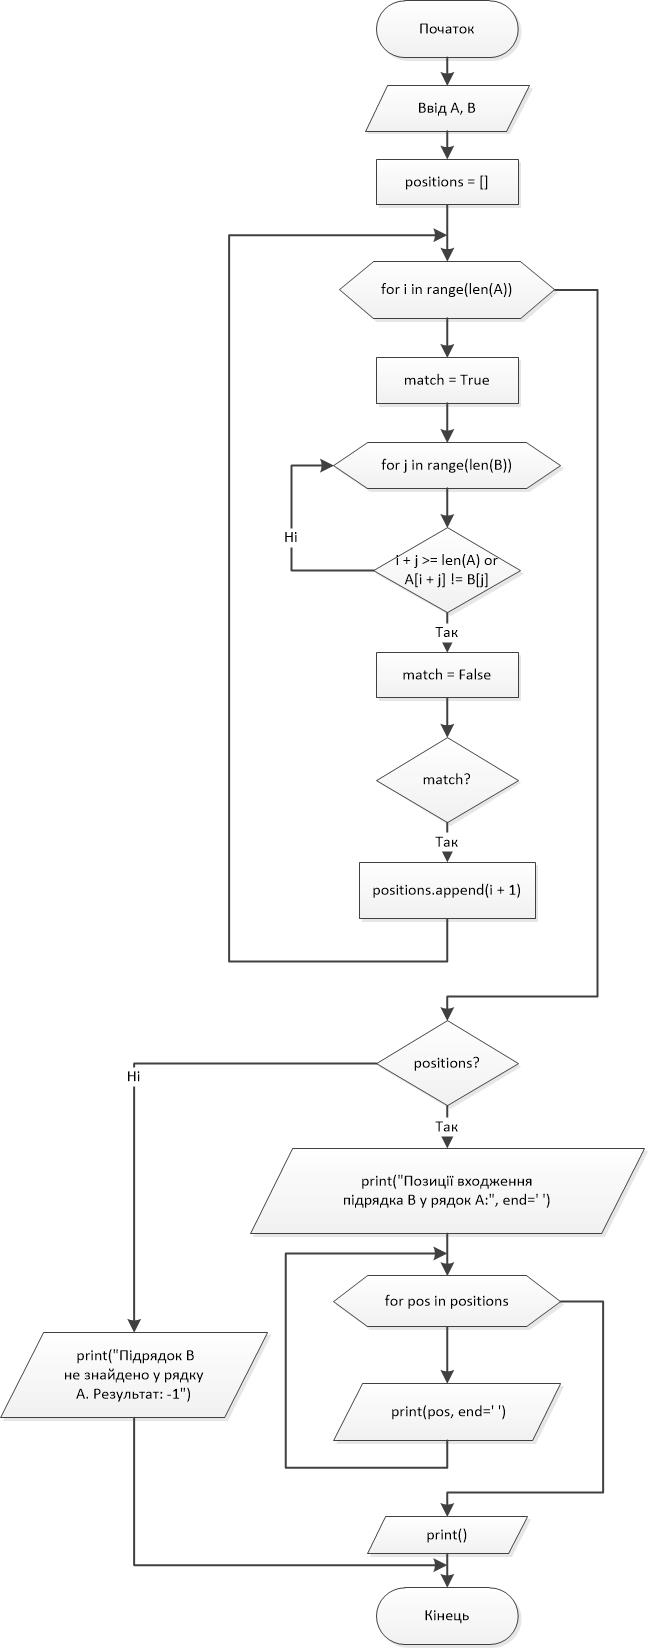 Початок
Ввід A, B
positions = []
for i in range(len(A))
match = True
for j in range(len(B))
Ні
i + j >= len(A) or
A[i + j] != B[j]
Так
match = False
match?
Так
positions.append(i + 1)
positions?
Ні
Так
print("Позиції входження
підрядка B у рядок A:", end=' ')
for pos in positions
print("Підрядок B
не знайдено у рядку
A. Результат: -1")
print(pos, end=' ')
print()
Кінець